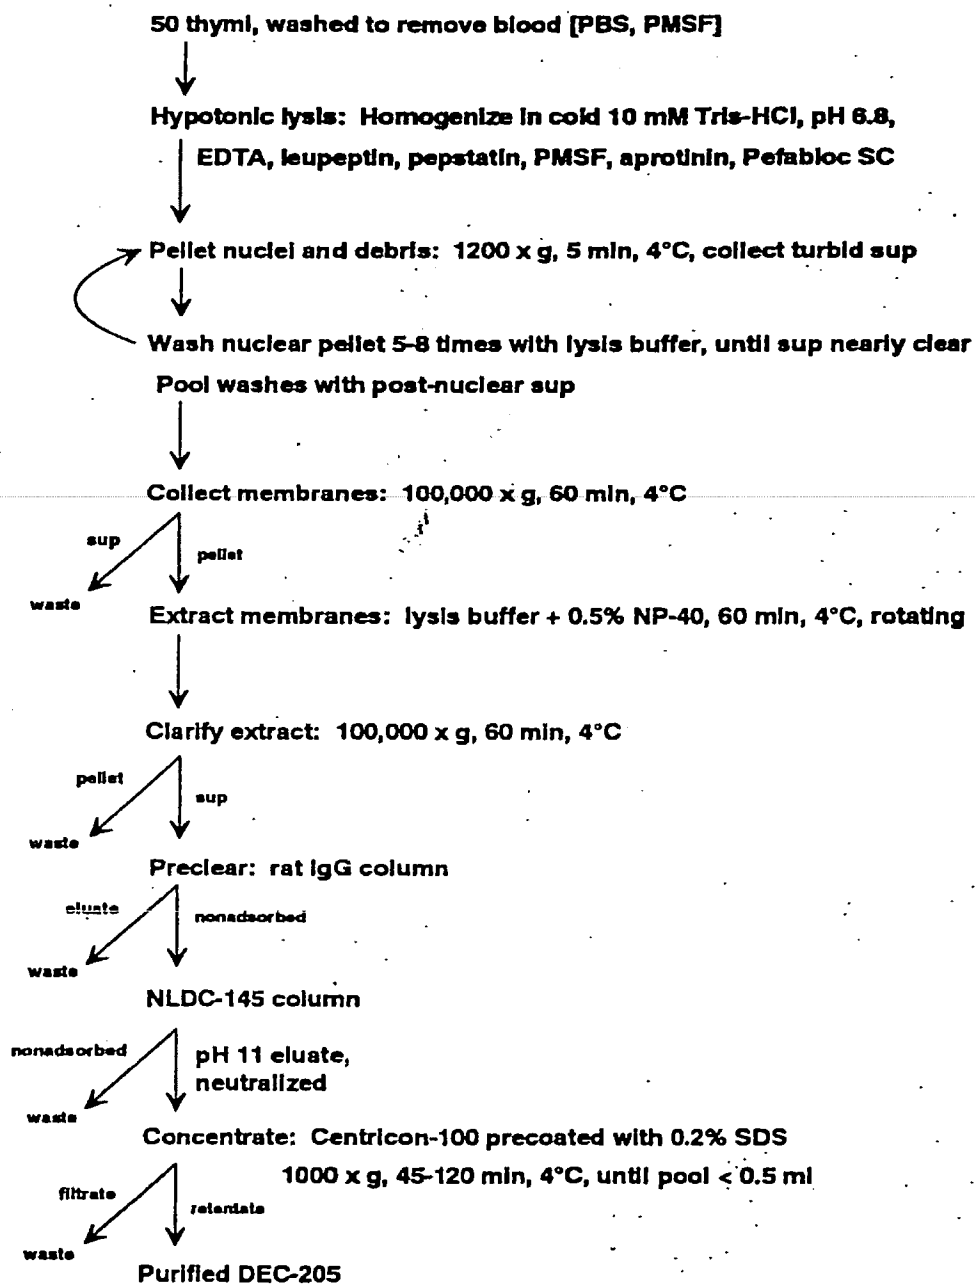 50 thymi, washed to remove blood [PBS, PMSF]
Hypotonic lysis: Homogenize in cold 10 mM Tris-HCl, pH 6.8,
EDTA, leupeptin, pepstatin, PMSF, aprotinin, Pefabloc SC
Pellet nuclei and debris: 1200 x g, 5 min, 4°C, collect turbid sup
Wash nuclear pellet 5-8 times with lysis buffer, until sup nearly clear
Pool washes with post-nuclear sup
Collect membranes: 100,000 x g, 60 min, 4°C
sup
pellet
waste
Extract membranes: lysis buffer + 0.5% NP-40, 60 min, 4°C, rotating
Clarify extract: 100,000 x g, 60 min, 4°C
pellet
sup
waste
Preclear: rat IgG column
eluate
nonadsorbed
waste
NLDC-145 column
nonadsorbed
pH 11 eluate,
neutralized
waste
Concentrate: Centricon-100 precoated with 0.2% SDS
1000 x g, 45-120 min, 4°C, until pool < 0.5 ml
filtrate
retentate
waste
Purified DEC-205